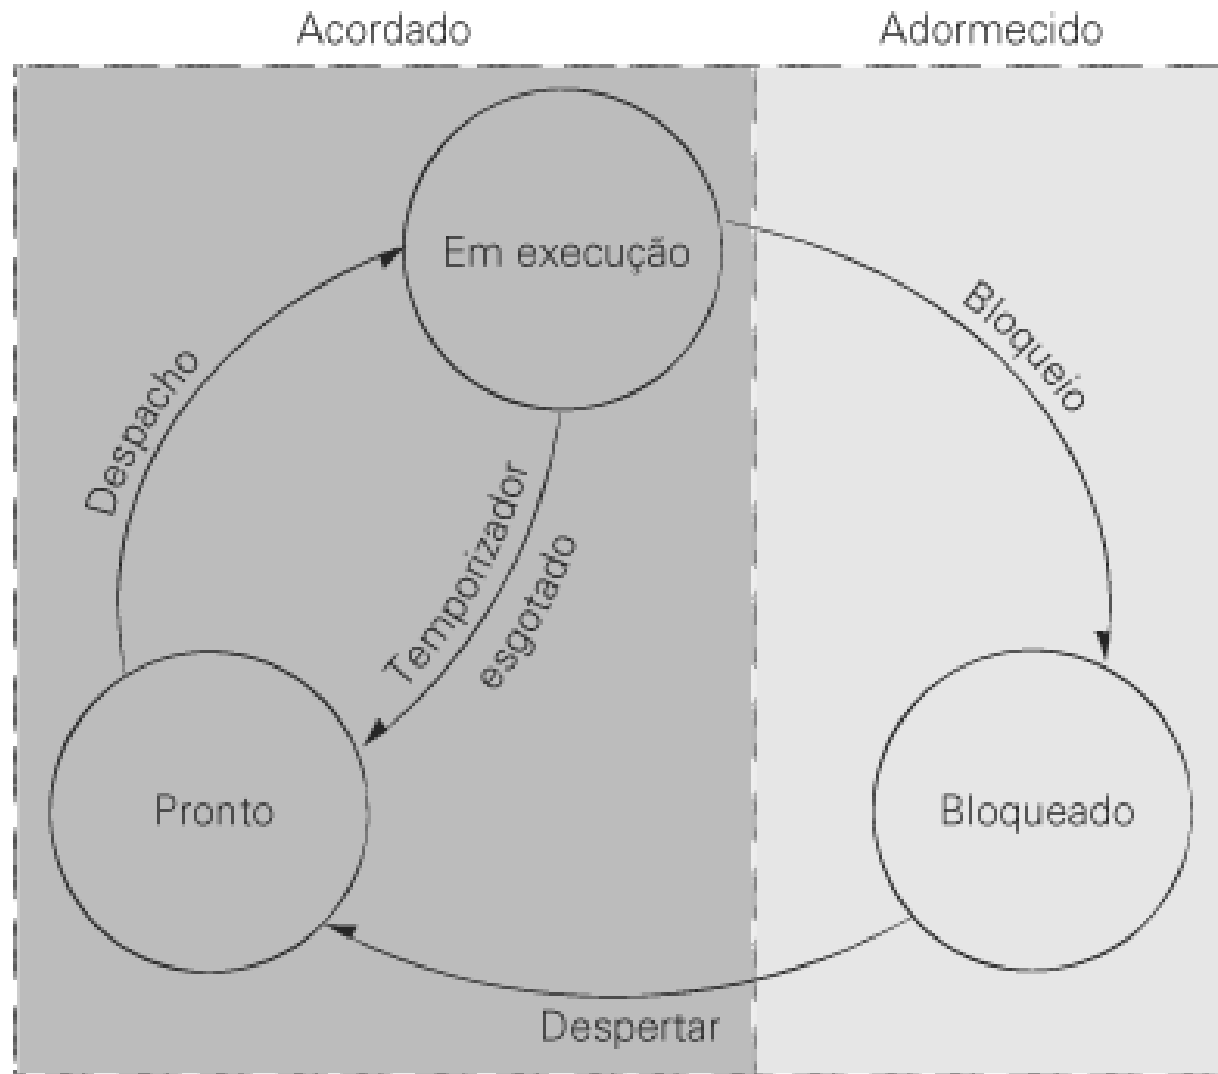 Acordado
Adormecido
Em execução
Bloqueio
Despacho
Temporizador
esgotado
Pronto
Bloqueado
Despertar